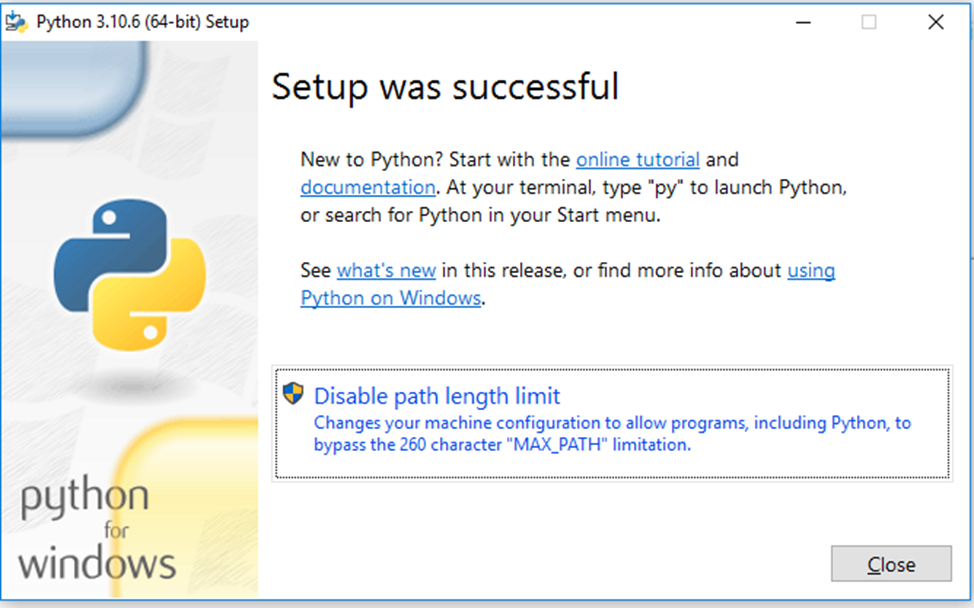 Python 3.10.6 (64-bit) Setup
Setup was successful
New to Python? Start with the online tutorial and
documentation. At your terminal, type "py" to launch Python,
or search for Python in your Start menu.
See what's new in this release, or find more info about using
Python on Windows.
Disable path length limit
Changes your machine configuration to allow programs, including Python, to
bypass the 260 character "MAX_PATH" limitation.
python
for
windows
Close